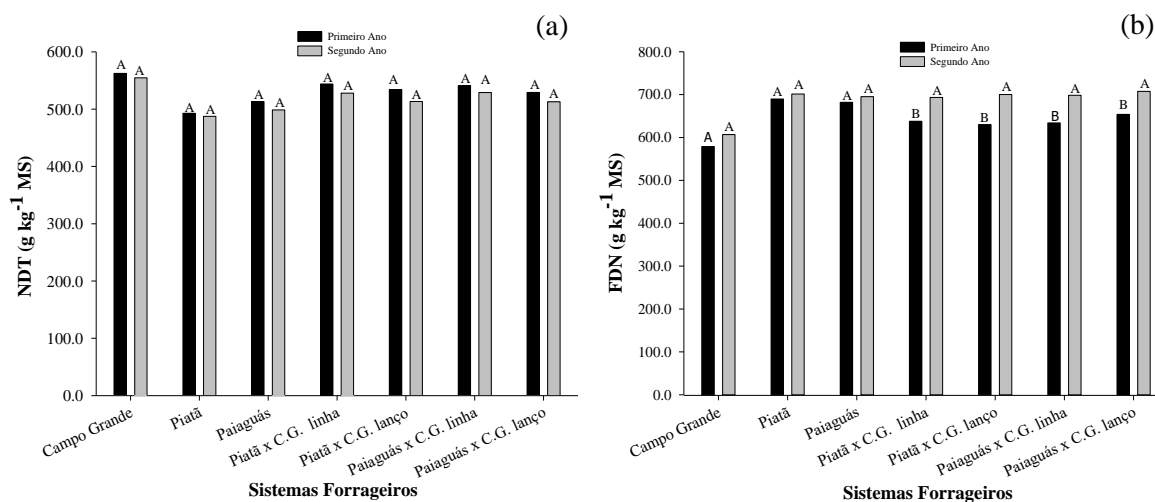 (a)
Primeiro Ano
Segundo Ano
NDT (g kg-1 MS)
600.0
500.0
400.0
300.0
200.0
100.0
0.0
A A A A A A A A A A A A A A
Campo Grande
Piatã
Paiaguás
Piatã x C.G. linha
Piatã x C.G. lanço
Paiaguás x C.G. linha
Paiaguás x C.G. lanço
Sistemas Forrageiros
(b)
Primeiro Ano
Segundo Ano
FDN (g kg-1 MS)
800.0
700.0
600.0
500.0
400.0
300.0
200.0
100.0
0.0
A A A A A A B A B A B A B A
Campo Grande
Piatã
Paiaguás
Piatã x C.G. linha
Piatã x C.G. lanço
Paiaguás x C.G. linha
Paiaguás x C.G. lanço
Sistemas Forrageiros